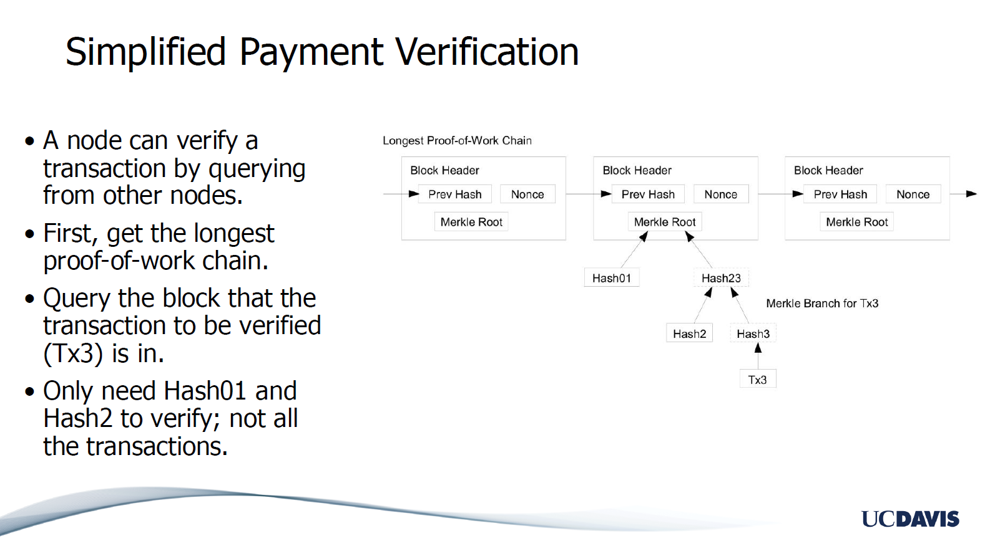 Simplified Payment Verification
• A node can verify a
transaction by querying
from other nodes.
• First, get the longest
proof-of-work chain.
• Query the block that the
transaction to be verified
(Tx3) is in.
• Only need Hash01 and
Hash2 to verify; not all
the transactions.
Longest Proof-of-Work Chain
Block Header
Prev Hash
Nonce
Merkle Root
Block Header
Prev Hash
Nonce
Merkle Root
Block Header
Prev Hash
Nonce
Merkle Root
Hash01
Hash23
Merkle Branch for Tx3
Hash2
Hash3
Tx3
UCDAVIS